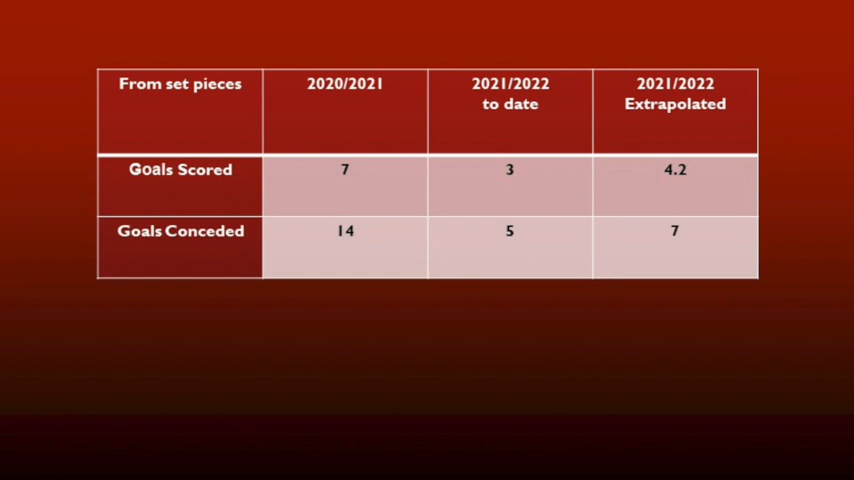 From set pieces
2020/2021
2021/2022
to date
2021/2022
Extrapolated
Goals Scored
7
3
4.2
Goals Conceded
14
5
7